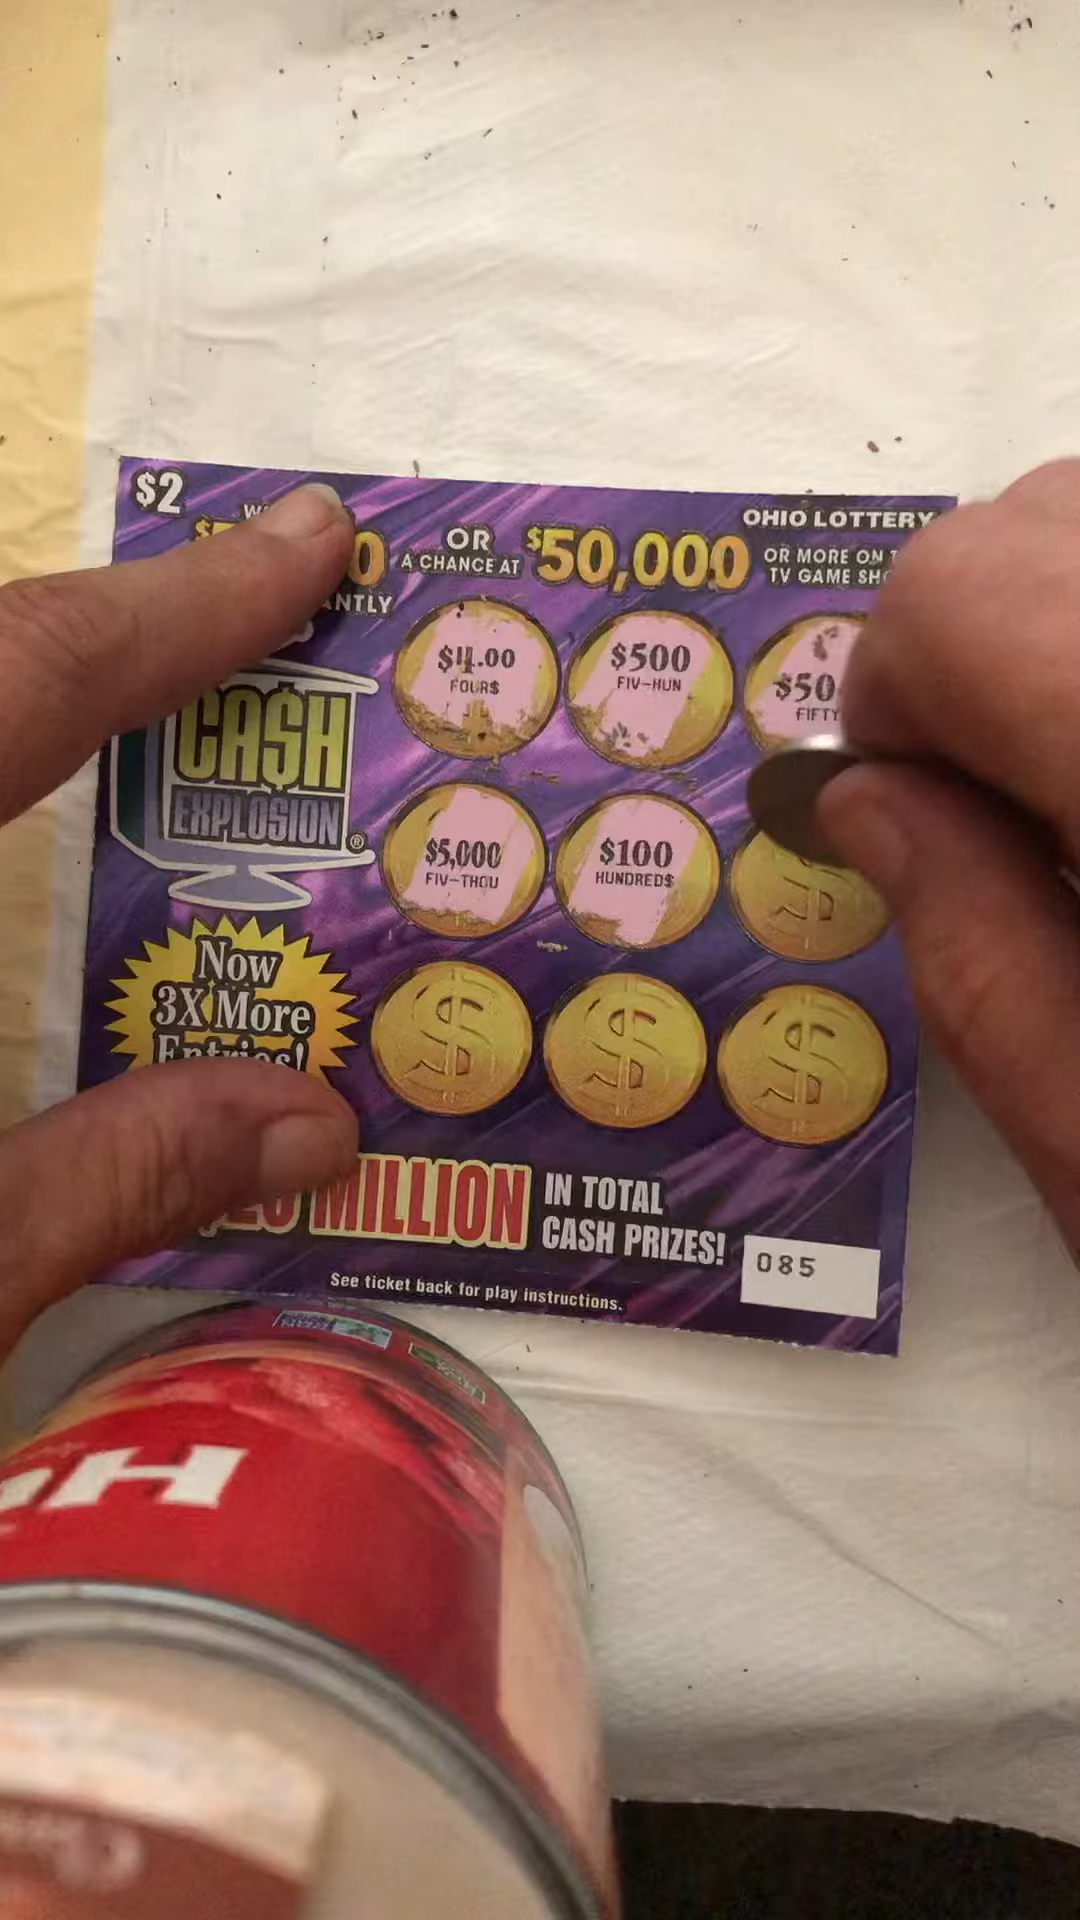 $2
OHIO LOTTERY
OR
A CHANCE AT
$50,000
OR MORE ON
TV GAME
$4.00
FOUR$
$500
FIV-HUN
$50
FIFTY
CA$H
EXPLOSION®
$5,000
FIV-THOU
$100
HUNDRED$
Now
3X More
Entries!
MILLION
IN TOTAL
CASH PRIZES!
085
See ticket back for play instructions.